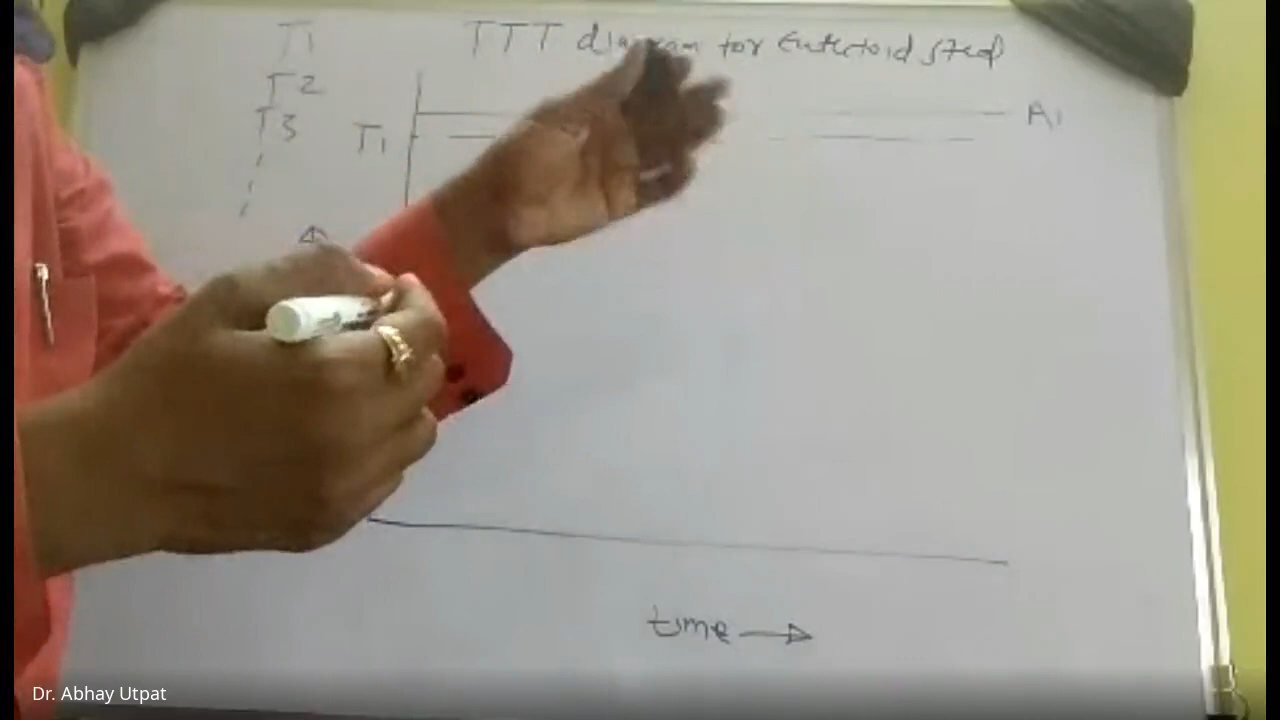 T1
T2
T3
TTT diagram for Eutectoid steel
A1
T1
time
Dr. Abhay Utpat